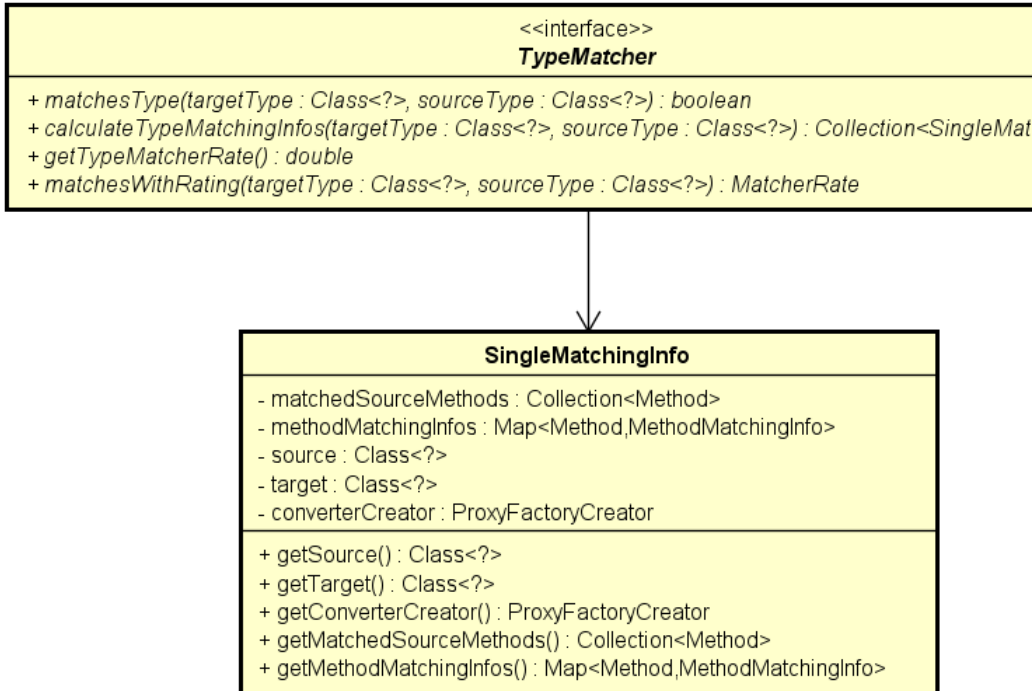 <<interface>>
TypeMatcher
+ matchesType(targetType : Class<?>, sourceType : Class<?>) : boolean
+ calculateTypeMatchingInfos(targetType : Class<?>, sourceType : Class<?>) : Collection<SingleMat
+ getTypeMatcherRate() : double
+ matchesWithRating(targetType : Class<?>, sourceType : Class<?>) : MatcherRate
SingleMatchingInfo
- matchedSourceMethods : Collection<Method>
- methodMatchingInfos : Map<Method,MethodMatchingInfo>
- source : Class<?>
- target : Class<?>
- converterCreator : ProxyFactoryCreator
+ getSource() : Class<?>
+ getTarget() : Class<?>
+ getConverterCreator() : ProxyFactoryCreator
+ getMatchedSourceMethods() : Collection<Method>
+ getMethodMatchingInfos() : Map<Method,MethodMatchingInfo>